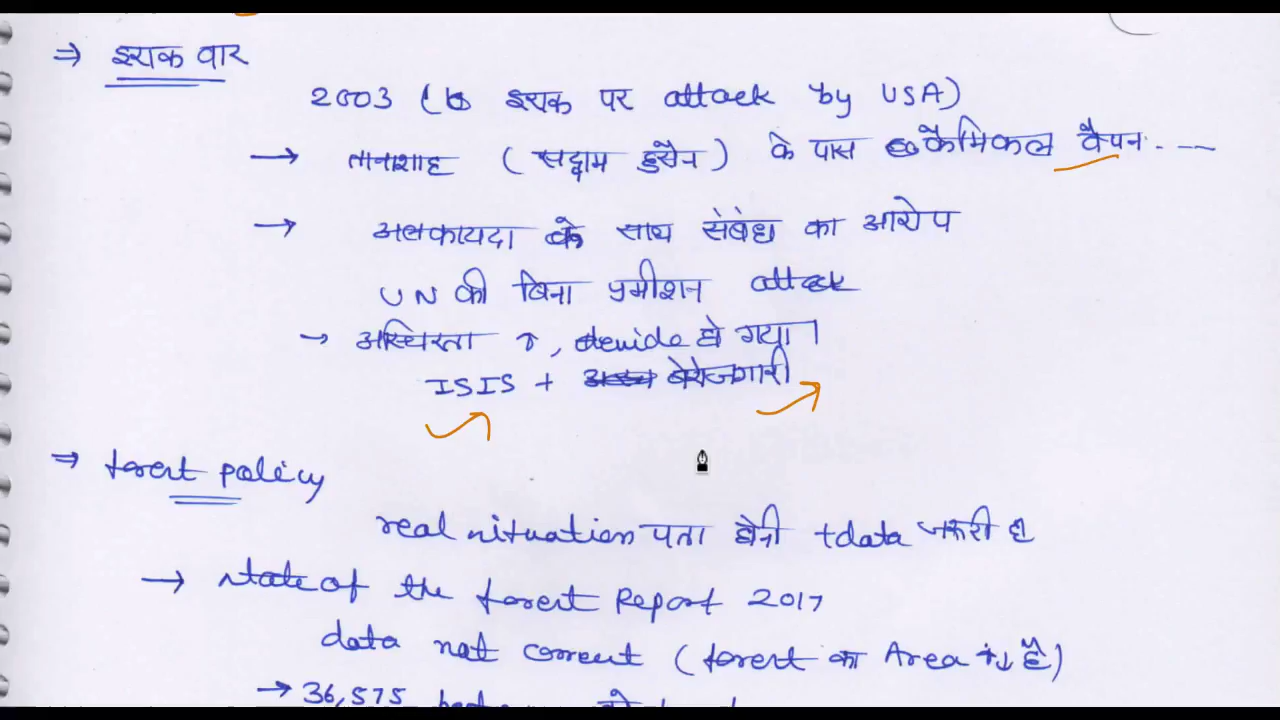 ⇒ इराक वार
2003 (इराक पर attack by USA)
→ तानाशाह (सद्दाम हुसैन) के पास कैमिकल वैपन...
→ अलकायदा के साथ संबंध का आरोप
UN की बिना प्रमीशन attack
→ अस्थिरता ↑, devide हो गया।
ISIS + बेरोजगारी
⇒ forest policy
real situation पता होनी + data जरूरी है
→ state of the forest Report 2017
data not correct (forest का Area ↓ है)
→ 36,575